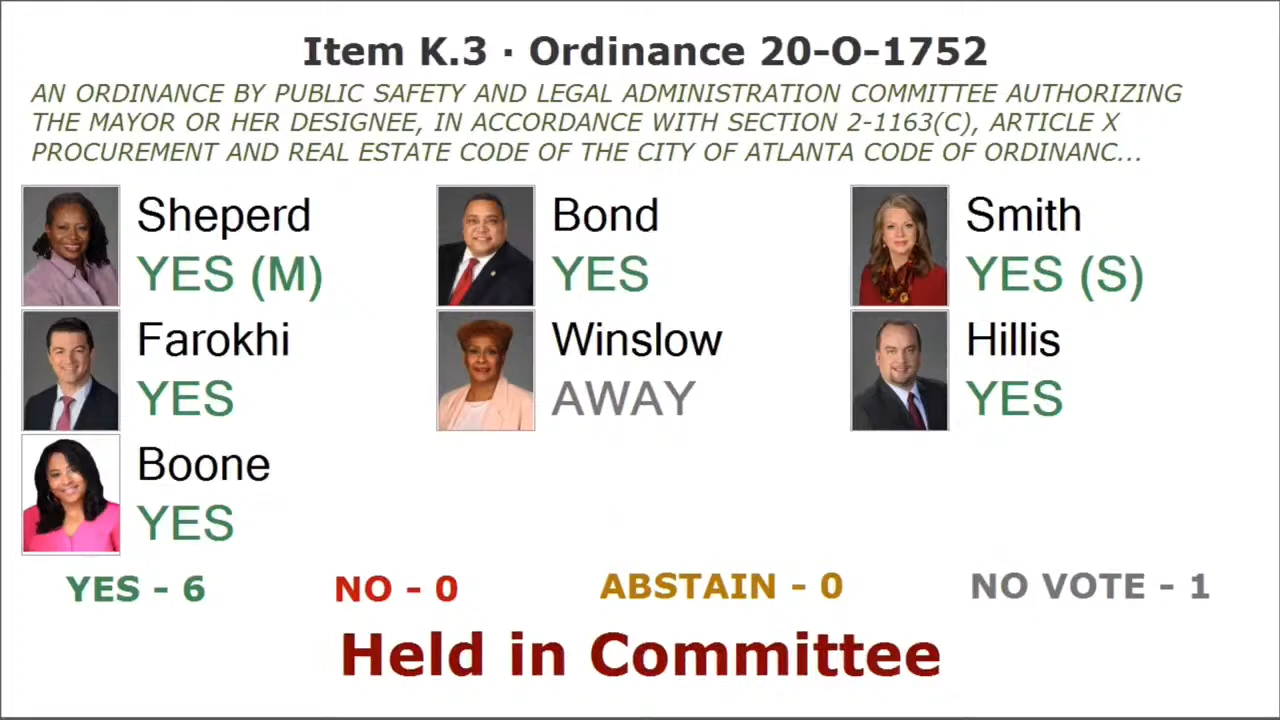 Item K.3 · Ordinance 20-O-1752
AN ORDINANCE BY PUBLIC SAFETY AND LEGAL ADMINISTRATION COMMITTEE AUTHORIZING
THE MAYOR OR HER DESIGNEE, IN ACCORDANCE WITH SECTION 2-1163(C), ARTICLE X
PROCUREMENT AND REAL ESTATE CODE OF THE CITY OF ATLANTA CODE OF ORDINANC...
Sheperd
YES (M)
Bond
YES
Smith
YES (S)
Farokhi
YES
Winslow
AWAY
Hillis
YES
Boone
YES
YES - 6
NO - 0
ABSTAIN - 0
NO VOTE - 1
Held in Committee